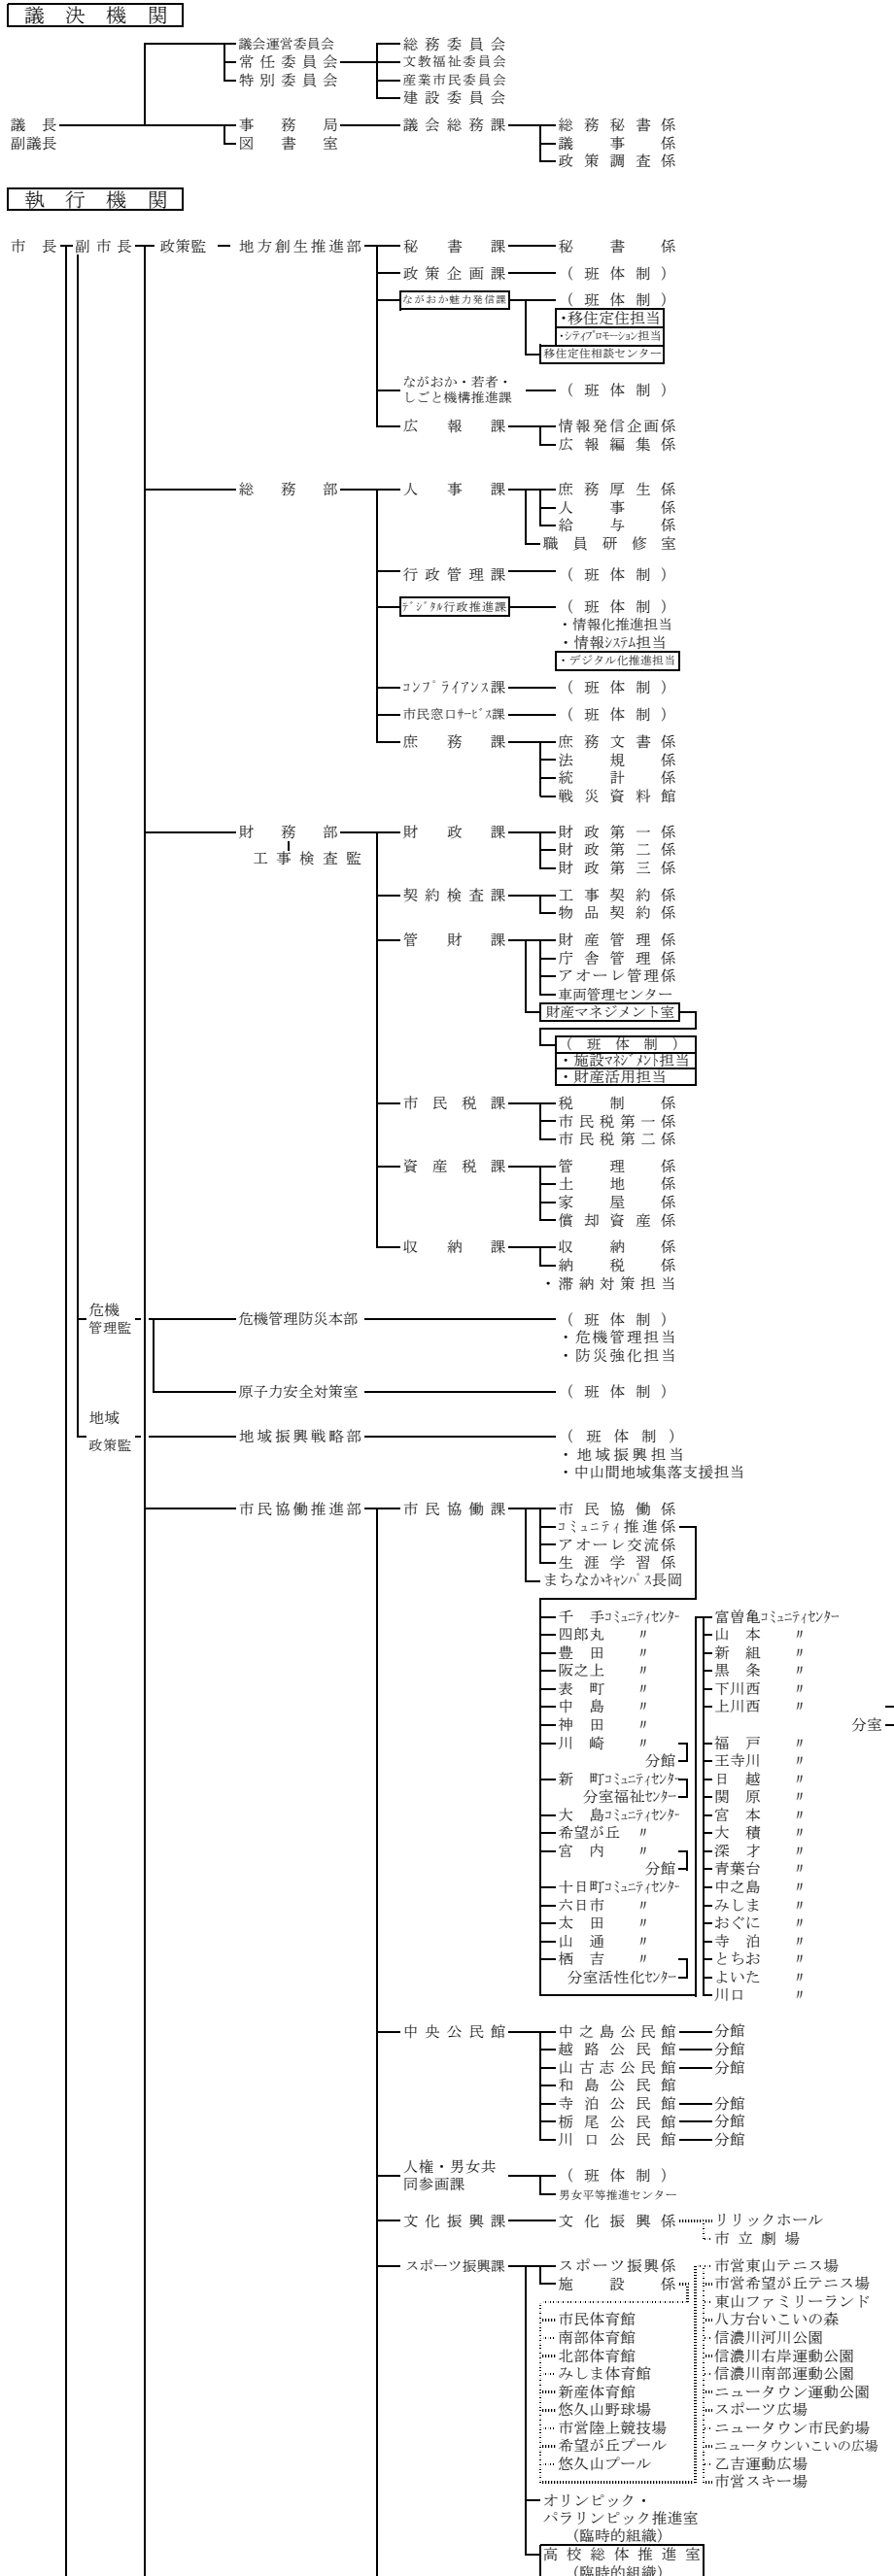 議決機関
議会運営委員会 総務委員会
常任委員会 文教福祉委員会
特別委員会 産業市民委員会
建設委員会
議長 事務局 議会総務課 総務秘書係
副議長 図書室 議事係
政策調査係
執行機関
市長 副市長 政策監 地方創生推進部 秘書課 秘書係
政策企画課 (班体制)
ながおか魅力発信課 (班体制)
・移住定住担当
・シティプロモーション担当
移住定住相談センター
ながおか・若者・
しごと機構推進課 (班体制)
広報課 情報発信企画係
広報編集係
総務部 人事課 庶務厚生係
人事係
給与係
職員研修室
行政管理課 (班体制)
デジタル行政推進課 (班体制)
・情報化推進担当
・情報システム担当
・デジタル化推進担当
コンプライアンス課 (班体制)
市民窓口サービス課 (班体制)
庶務課 庶務文書係
法規係
統計係
戦災資料館
財務部 財政課 財政第一係
工事検査監 財政第二係
財政第三係
契約検査課 工事契約係
物品契約係
管財課 財産管理係
庁舎管理係
アオーレ管理係
車両管理センター
財産マネジメント室
(班体制)
・施設マネジメント担当
・財産活用担当
市民税課 税制係
市民税第一係
市民税第二係
資産税課 管理係
土地係
家屋係
償却資産係
収納課 収納係
納税係
・滞納対策担当
危機
管理監 危機管理防災本部 (班体制)
・危機管理担当
・防災強化担当
原子力安全対策室 (班体制)
地域
政策監 地域振興戦略部 (班体制)
・地域振興担当
・中山間地域集落支援担当
市民協働推進部 市民協働課 市民協働係
コミュニティ推進係
アオーレ交流係
生涯学習係
まちなかキャンパス長岡
千手コミュニティセンター 富曽亀コミュニティセンター
四郎丸 〃 山本 〃
豊田 〃 新組 〃
阪之上 〃 黒条 〃
表町 〃 下川西 〃
中島 〃 上川西 〃
神田 〃 分室
川崎 〃 福戸 〃
分館 王寺川 〃
新町コミュニティセンター 日越 〃
分室福祉センター 関原 〃
大島コミュニティセンター 宮本 〃
希望が丘 〃 大積 〃
宮内 〃 深才 〃
分館 青葉台 〃
十日町コミュニティセンター 中之島 〃
六日市 〃 みしま 〃
太田 〃 おぐに 〃
山通 〃 寺泊 〃
栖吉 〃 とちお 〃
分室活性化センター よいた 〃
川口 〃
中央公民館 中之島公民館 分館
越路公民館 分館
山古志公民館 分館
和島公民館
寺泊公民館 分館
栃尾公民館 分館
川口公民館 分館
人権・男女共
同参画課 (班体制)
男女平等推進センター
文化振興課 文化振興係 リリックホール
市立劇場
スポーツ振興課 スポーツ振興係 市営東山テニス場
施設係 市営希望が丘テニス場
東山ファミリーランド
市民体育館 八方台いこいの森
南部体育館 信濃川河川公園
北部体育館 信濃川右岸運動公園
みしま体育館 信濃川南部運動公園
新産体育館 ニュータウン運動公園
悠久山野球場 スポーツ広場
市営陸上競技場 ニュータウン市民釣場
希望が丘プール ニュータウンいこいの広場
悠久山プール 乙吉運動広場
市営スキー場
オリンピック・
パラリンピック推進室
(臨時的組織)
高校総体推進室
(臨時的組織)